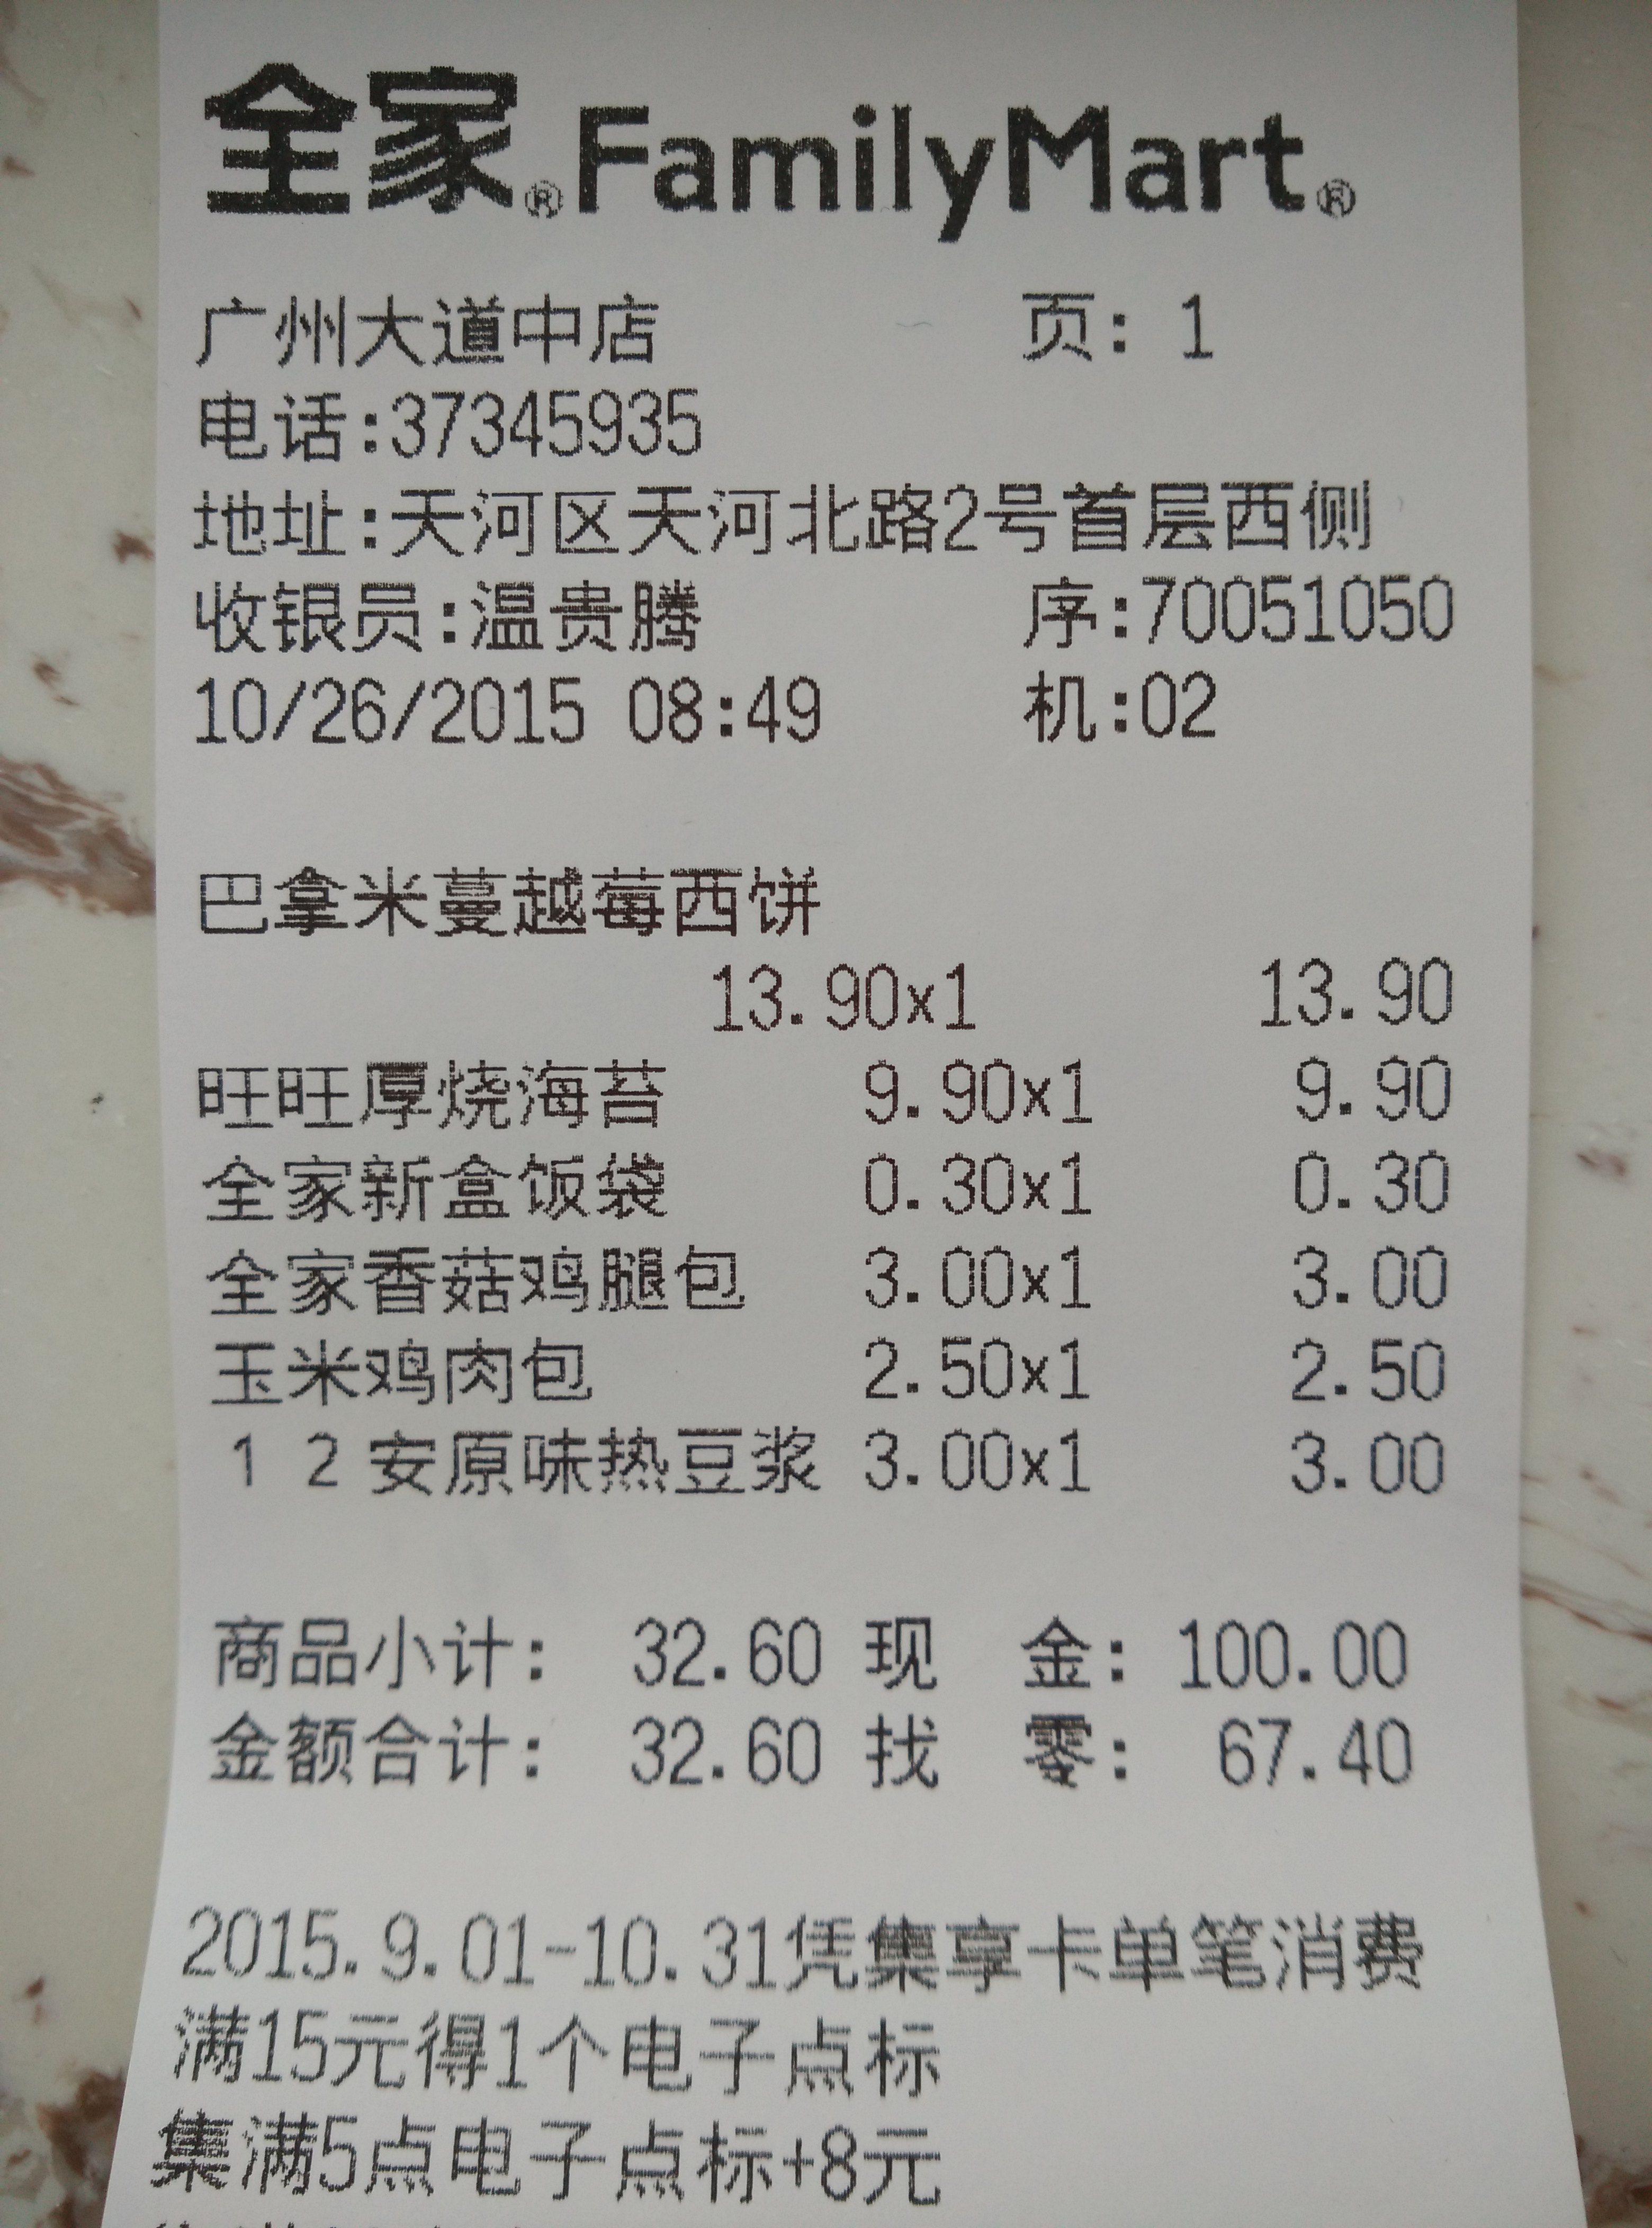 全家®FamilyMart®
广州大道中店 页: 1
电话:37345935
地址:天河区天河北路2号首层西侧
收银员:温贵腾 序:70051050
10/26/2015 08:49 机:02
巴拿米蔓越莓西饼
13.90x1 13.90
旺旺厚烧海苔 9.90x1 9.90
全家新盒饭袋 0.30x1 0.30
全家香菇鸡腿包 3.00x1 3.00
玉米鸡肉包 2.50x1 2.50
１２安原味热豆浆 3.00x1 3.00
商品小计: 32.60 现 金: 100.00
金额合计: 32.60 找 零: 67.40
2015.9.01-10.31凭集享卡单笔消费
满15元得1个电子点标
集满5点电子点标+8元